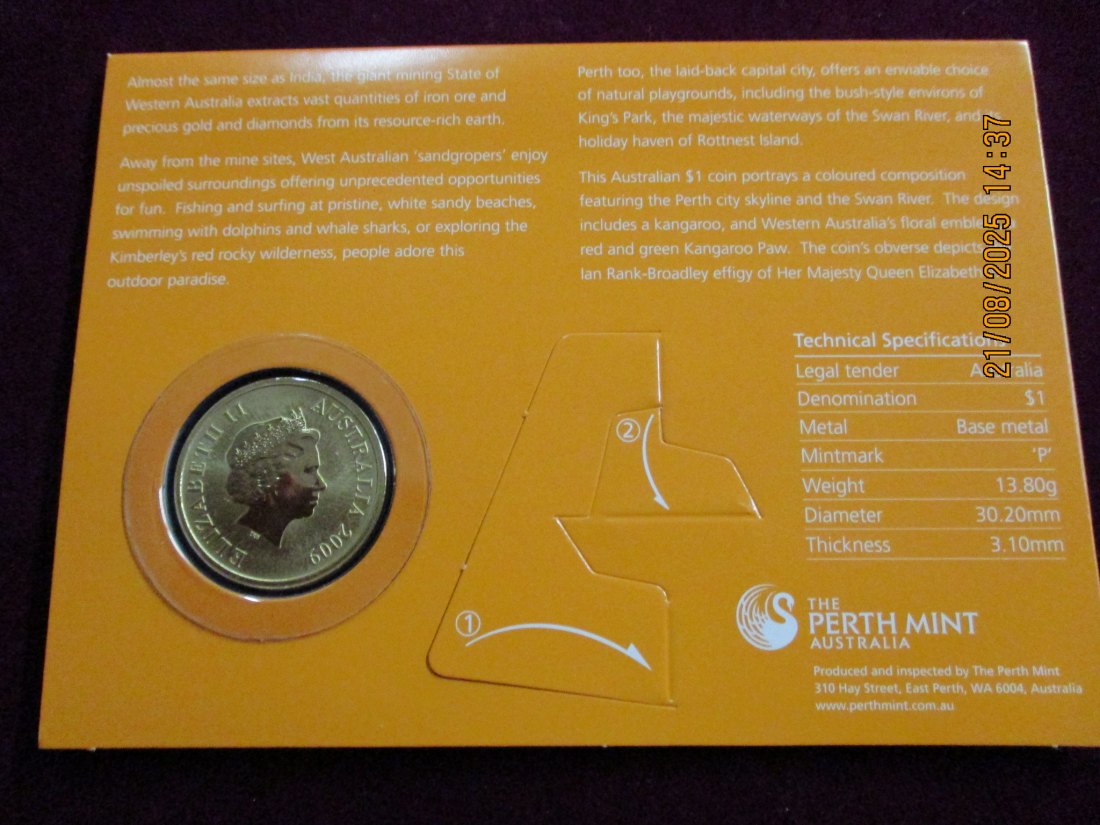 Almost the same size as India, the giant mining State of
Western Australia extracts vast quantities of iron ore and
precious gold and diamonds from its resource-rich earth.
Away from the mine sites, West Australian 'sandgropers' enjoy
unspoiled surroundings offering unprecedented opportunities
for fun. Fishing and surfing at pristine, white sandy beaches,
swimming with dolphins and whale sharks, or exploring the
Kimberley's red rocky wilderness, people adore this
outdoor paradise.
Perth too, the laid-back capital city, offers an enviable choice
of natural playgrounds, including the bush-style environs of
King's Park, the majestic waterways of the Swan River, and
holiday haven of Rottnest Island.
This Australian $1 coin portrays a coloured composition
featuring the Perth city skyline and the Swan River. The design
includes a kangaroo, and Western Australia's floral
red and green Kangaroo Paw. The coin's obverse depicts
Ian Rank-Broadley effigy of Her Majesty Queen Elizabeth
21/08/2025 14:37
ELIZABETH II AUSTRALIA 2009
1
2
Technical Specifications
Legal tender Australia
Denomination $1
Metal Base metal
Mintmark 'P'
Weight 13.80g
Diameter 30.20mm
Thickness 3.10mm
THE
PERTH MINT
AUSTRALIA
Produced and inspected by The Perth Mint
310 Hay Street, East Perth, WA 6004, Australia
www.perthmint.com.au